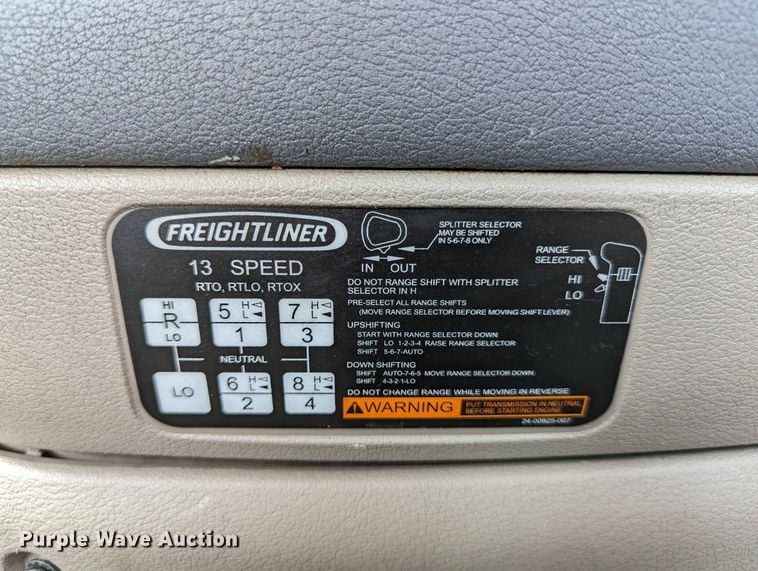 FREIGHTLINER
13 SPEED
RTO, RTLO, RTOX
HI
R
LO
5 H
L
1
7 H
L
3
NEUTRAL
LO
6 H
L
2
8 H
L
4
SPLITTER SELECTOR
MAY BE SHIFTED
IN 5-6-7-8 ONLY
IN OUT
RANGE
SELECTOR
HI
LO
DO NOT RANGE SHIFT WITH SPLITTER
SELECTOR IN H
PRE-SELECT ALL RANGE SHIFTS
(MOVE RANGE SELECTOR BEFORE MOVING SHIFT LEVER)
UPSHIFTING
START WITH RANGE SELECTOR DOWN
SHIFT LO 1-2-3-4 RAISE RANGE SELECTOR
SHIFT 5-6-7-AUTO
DOWN SHIFTING
SHIFT AUTO-7-6-5 MOVE RANGE SELECTOR DOWN
SHIFT 4-3-2-1-LO
DO NOT CHANGE RANGE WHILE MOVING IN REVERSE
WARNING
PUT TRANSMISSION IN NEUTRAL
BEFORE STARTING ENGINE
24-00925-007
Purple Wave Auction